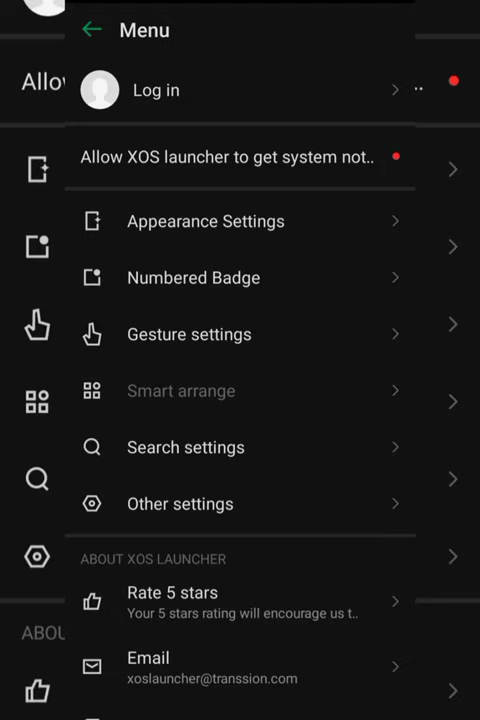 Menu
Log in
Allow XOS launcher to get system not..
Appearance Settings
Numbered Badge
Gesture settings
Smart arrange
Search settings
Other settings
ABOUT XOS LAUNCHER
Rate 5 stars
Your 5 stars rating will encourage us t..
Email
xoslauncher@transsion.com